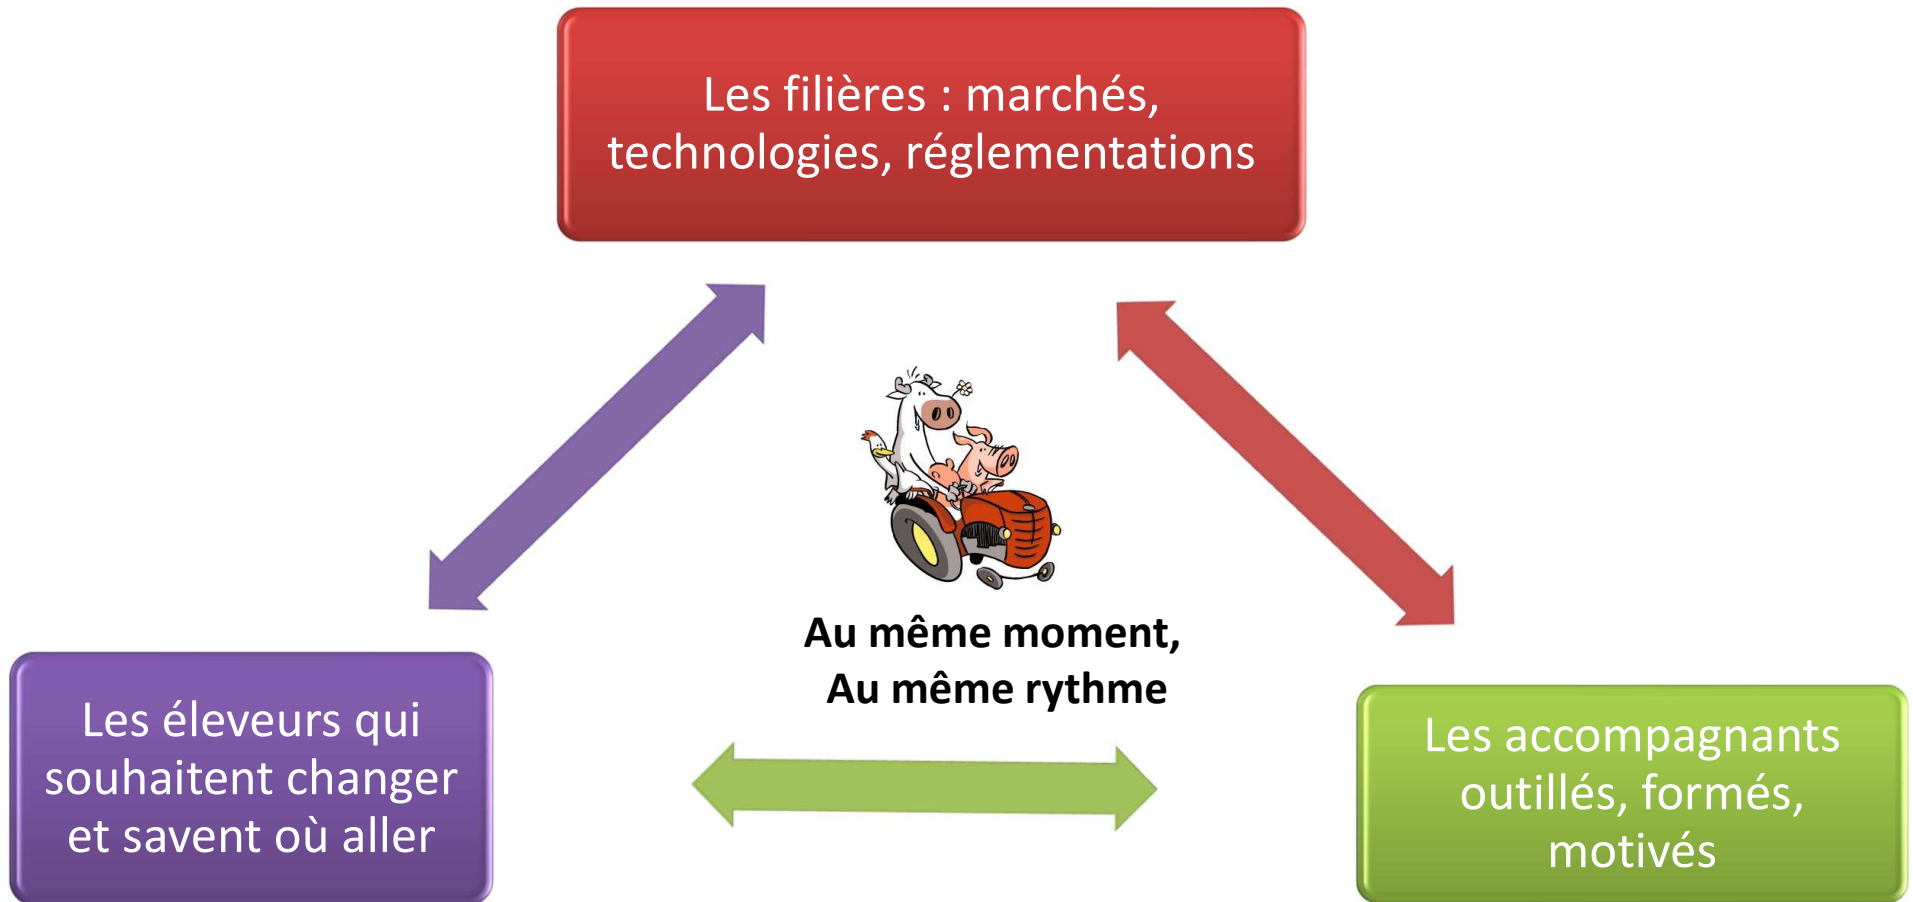 Les filières : marchés,
technologies, réglementations
Au même moment,
Au même rythme
Les éleveurs qui
souhaitent changer
et savent où aller
Les accompagnants
outillés, formés,
motivés